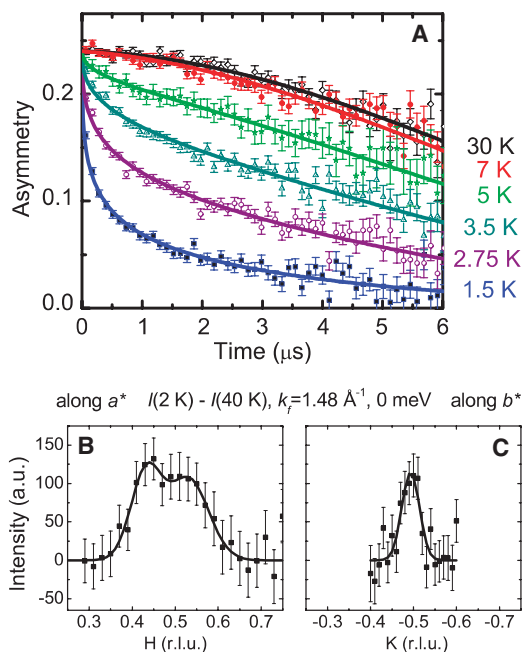 A
0.2
0.1
0.0
Asymmetry
0 1 2 3 4 5 6
Time (μs)
30 K
7 K
5 K
3.5 K
2.75 K
1.5 K
along a* I(2 K) - I(40 K), kf=1.48 Å-1, 0 meV along b*
B
C
150
100
50
0
-50
Intensity (a.u.)
0.3 0.4 0.5 0.6 0.7
H (r.l.u.)
-0.3 -0.4 -0.5 -0.6 -0.7
K (r.l.u.)